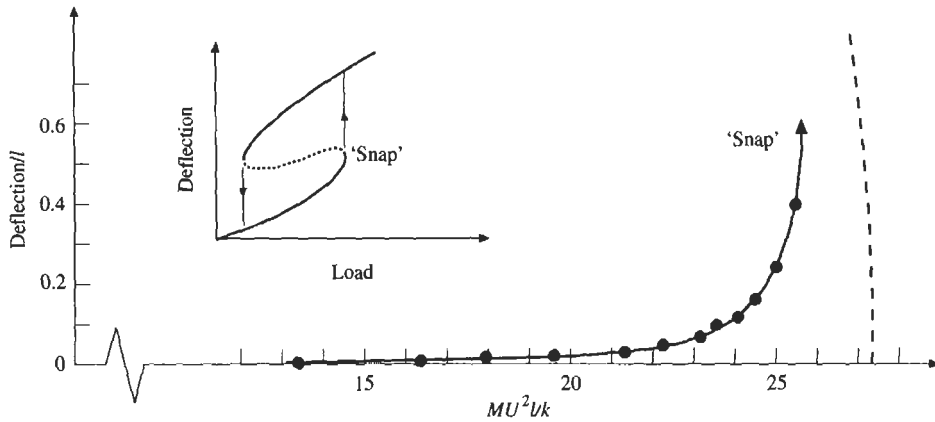 Deflection/l
0.6
0.4
0.2
0
15
20
25
MU²l/k
'Snap'
Deflection
Load
'Snap'